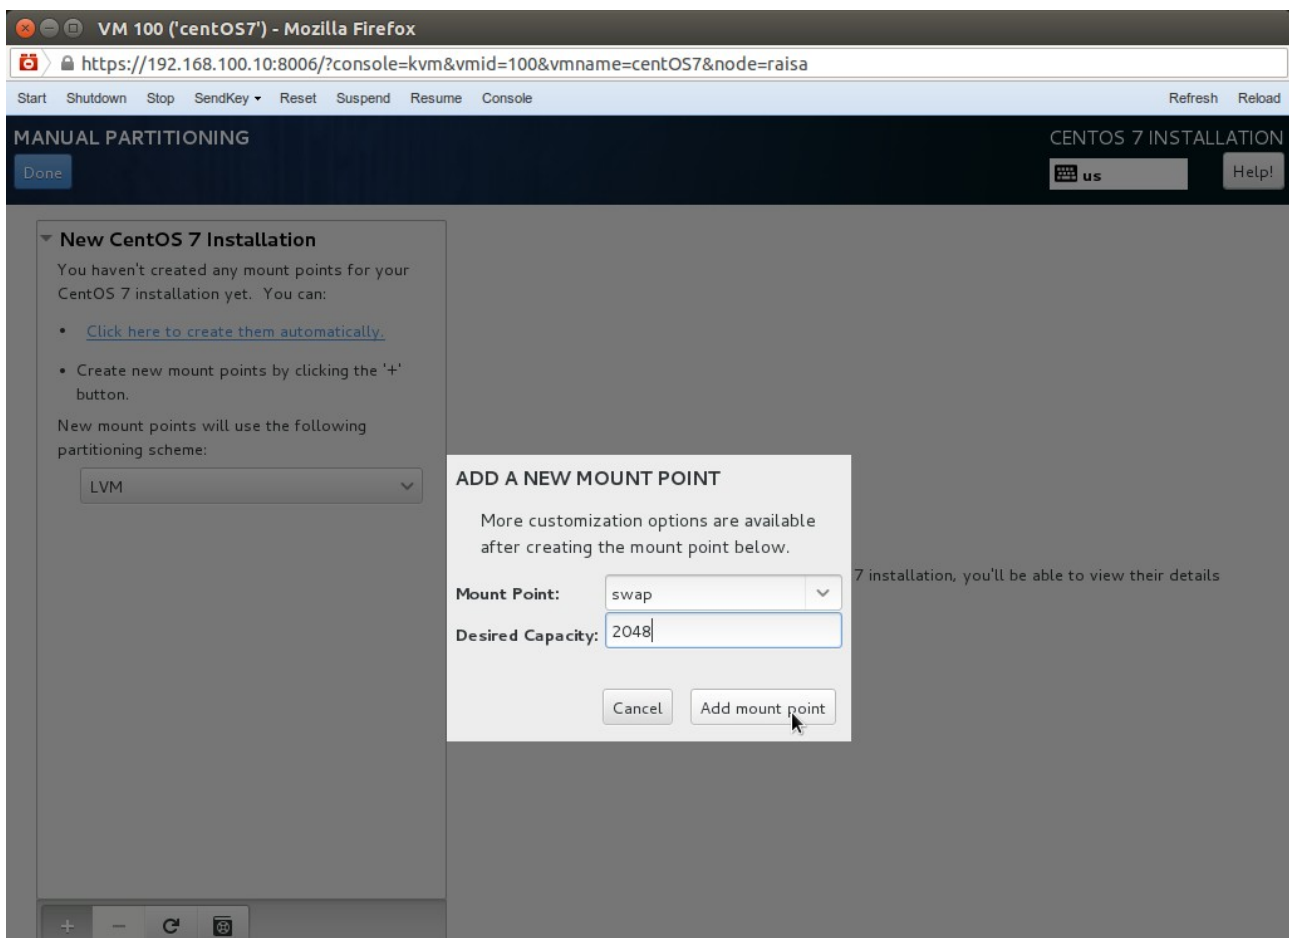 VM 100 ('centOS7') - Mozilla Firefox
https://192.168.100.10:8006/?console=kvm&vmid=100&vmname=centOS7&node=raisa
Start Shutdown Stop SendKey Reset Suspend Resume Console Refresh Reload
MANUAL PARTITIONING
CENTOS 7 INSTALLATION
Done
us
Help!
New CentOS 7 Installation
You haven't created any mount points for your
CentOS 7 installation yet. You can:
• Click here to create them automatically.
• Create new mount points by clicking the '+'
button.
New mount points will use the following
partitioning scheme:
LVM
ADD A NEW MOUNT POINT
More customization options are available
after creating the mount point below.
Mount Point: swap
Desired Capacity: 2048
Cancel Add mount point
7 installation, you'll be able to view their details